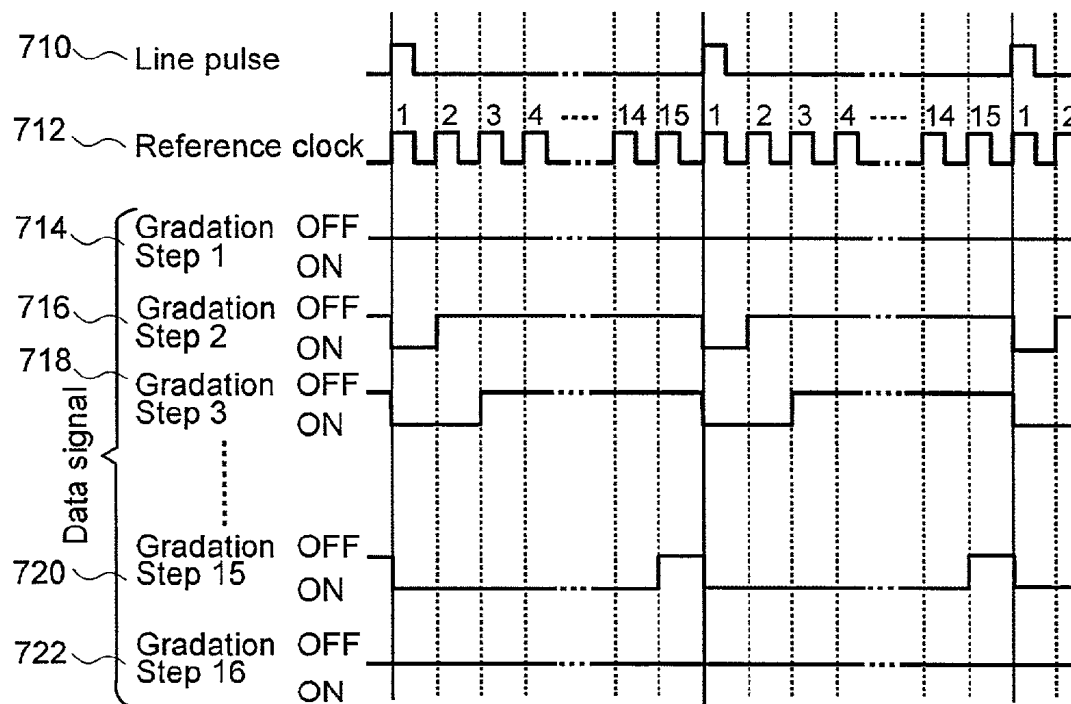 710 Line pulse
712 Reference clock 1 2 3 4 14 15 1 2 3 4 14 15 1 2
Data signal
714 Gradation Step 1 OFF ON
716 Gradation Step 2 OFF ON
718 Gradation Step 3 OFF ON
720 Gradation Step 15 OFF ON
722 Gradation Step 16 OFF ON